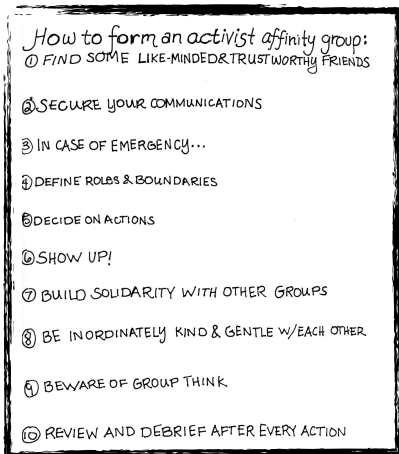 How to form an activist affinity group:
① FIND SOME LIKE-MINDED & TRUSTWORTHY FRIENDS
② SECURE YOUR COMMUNICATIONS
③ IN CASE OF EMERGENCY...
④ DEFINE ROLES & BOUNDARIES
⑤ DECIDE ON ACTIONS
⑥ SHOW UP!
⑦ BUILD SOLIDARITY WITH OTHER GROUPS
⑧ BE INORDINATELY KIND & GENTLE W/EACH OTHER
⑨ BEWARE OF GROUP THINK
⑩ REVIEW AND DEBRIEF AFTER EVERY ACTION